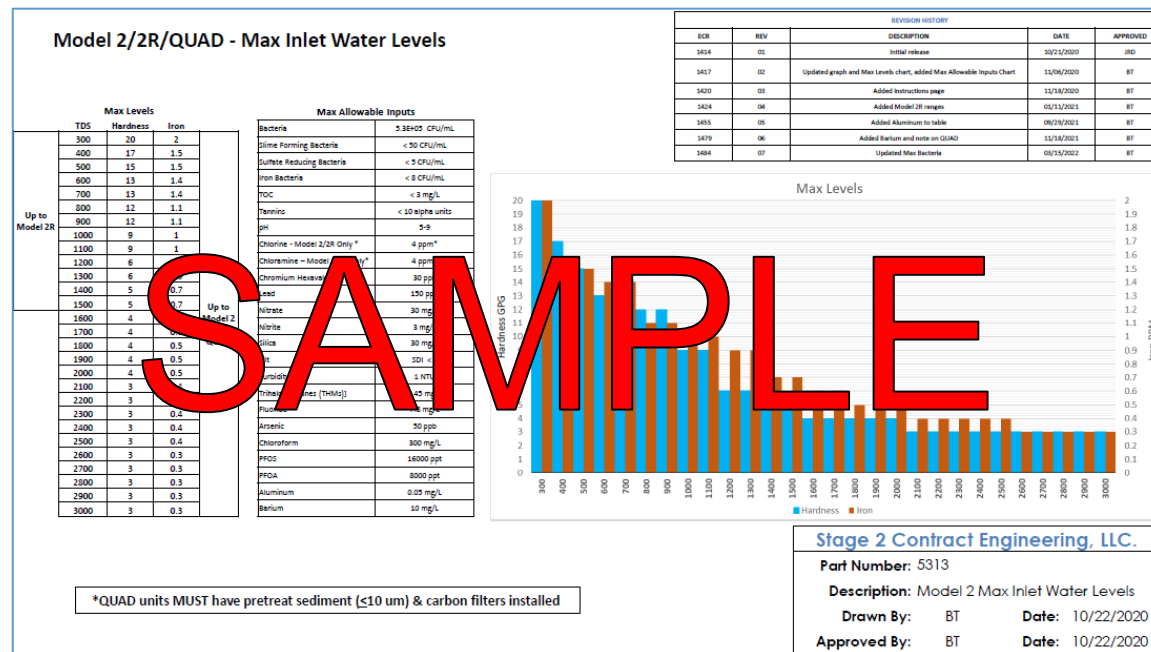 Model 2/2R/QUAD - Max Inlet Water Levels
REVISION HISTORY
ECR REV DESCRIPTION DATE APPROVED
1414 01 Initial release 10/21/2020 JRD
1417 02 Updated graph and Max Levels chart, added Max Allowable Inputs Chart 11/06/2020 BT
1420 03 Added Instructions page 11/18/2020 BT
1424 04 Added Model 2R ranges 01/11/2021 BT
1455 05 Added Aluminum to table 09/29/2021 BT
1479 06 Added Barium and note on QUAD 11/18/2021 BT
1484 07 Updated Max Bacteria 03/15/2022 BT
Max Levels
TDS Hardness Iron
300 20 2
400 17 1.5
500 15 1.5
600 13 1.4
700 13 1.4
800 12 1.1
900 12 1.1
1000 9 1
1100 9 1
1200 6
1300 6
1400 5 0.7
1500 5 0.7
1600 4
1700 4
1800 4 0.5
1900 4 0.5
2000 4 0.5
2100 3
2200 3
2300 3 0.4
2400 3 0.4
2500 3 0.4
2600 3 0.3
2700 3 0.3
2800 3 0.3
2900 3 0.3
3000 3 0.3
Up to
Model 2R
Up to
Model 2
Max Allowable Inputs
Bacteria 5.3E+05 CFU/mL
Slime Forming Bacteria < 50 CFU/mL
Sulfate Reducing Bacteria < 5 CFU/mL
Iron Bacteria < 8 CFU/mL
TOC < 3 mg/L
Tannins < 10 alpha units
pH 5-9
Chlorine - Model 2/2R Only * 4 ppm*
Chloramine – Model 4 ppm
Chromium 30
Lead 150
Nitrate 30
Nitrite 3
Silica 30
SDI <
1 NTU
(THMs)]
Arsenic 50 ppb
Chloroform 300 mg/L
PFOS 16000 ppt
PFOA 8000 ppt
Aluminum 0.05 mg/L
Barium 10 mg/L
SAMPLE
Max Levels
Hardness GPG
20
19
18
17
16
15
14
13
12
11
10
4
3
2
1
0
2
1.9
1.8
1.7
1.6
1.5
1.4
1.3
1.2
1.1
1
0.9
0.8
0.7
0.6
0.5
0.4
0.3
0.2
0.1
0
300 400 500 600 700 800 900 1000 1100 1200 1300 1400 1500 1600 1700 1800 1900 2000 2100 2200 2300 2400 2500 2600 2700 2800 2900 3000
Hardness Iron
*QUAD units MUST have pretreat sediment (≤10 um) & carbon filters installed
Stage 2 Contract Engineering, LLC.
Part Number: 5313
Description: Model 2 Max Inlet Water Levels
Drawn By: BT Date: 10/22/2020
Approved By: BT Date: 10/22/2020